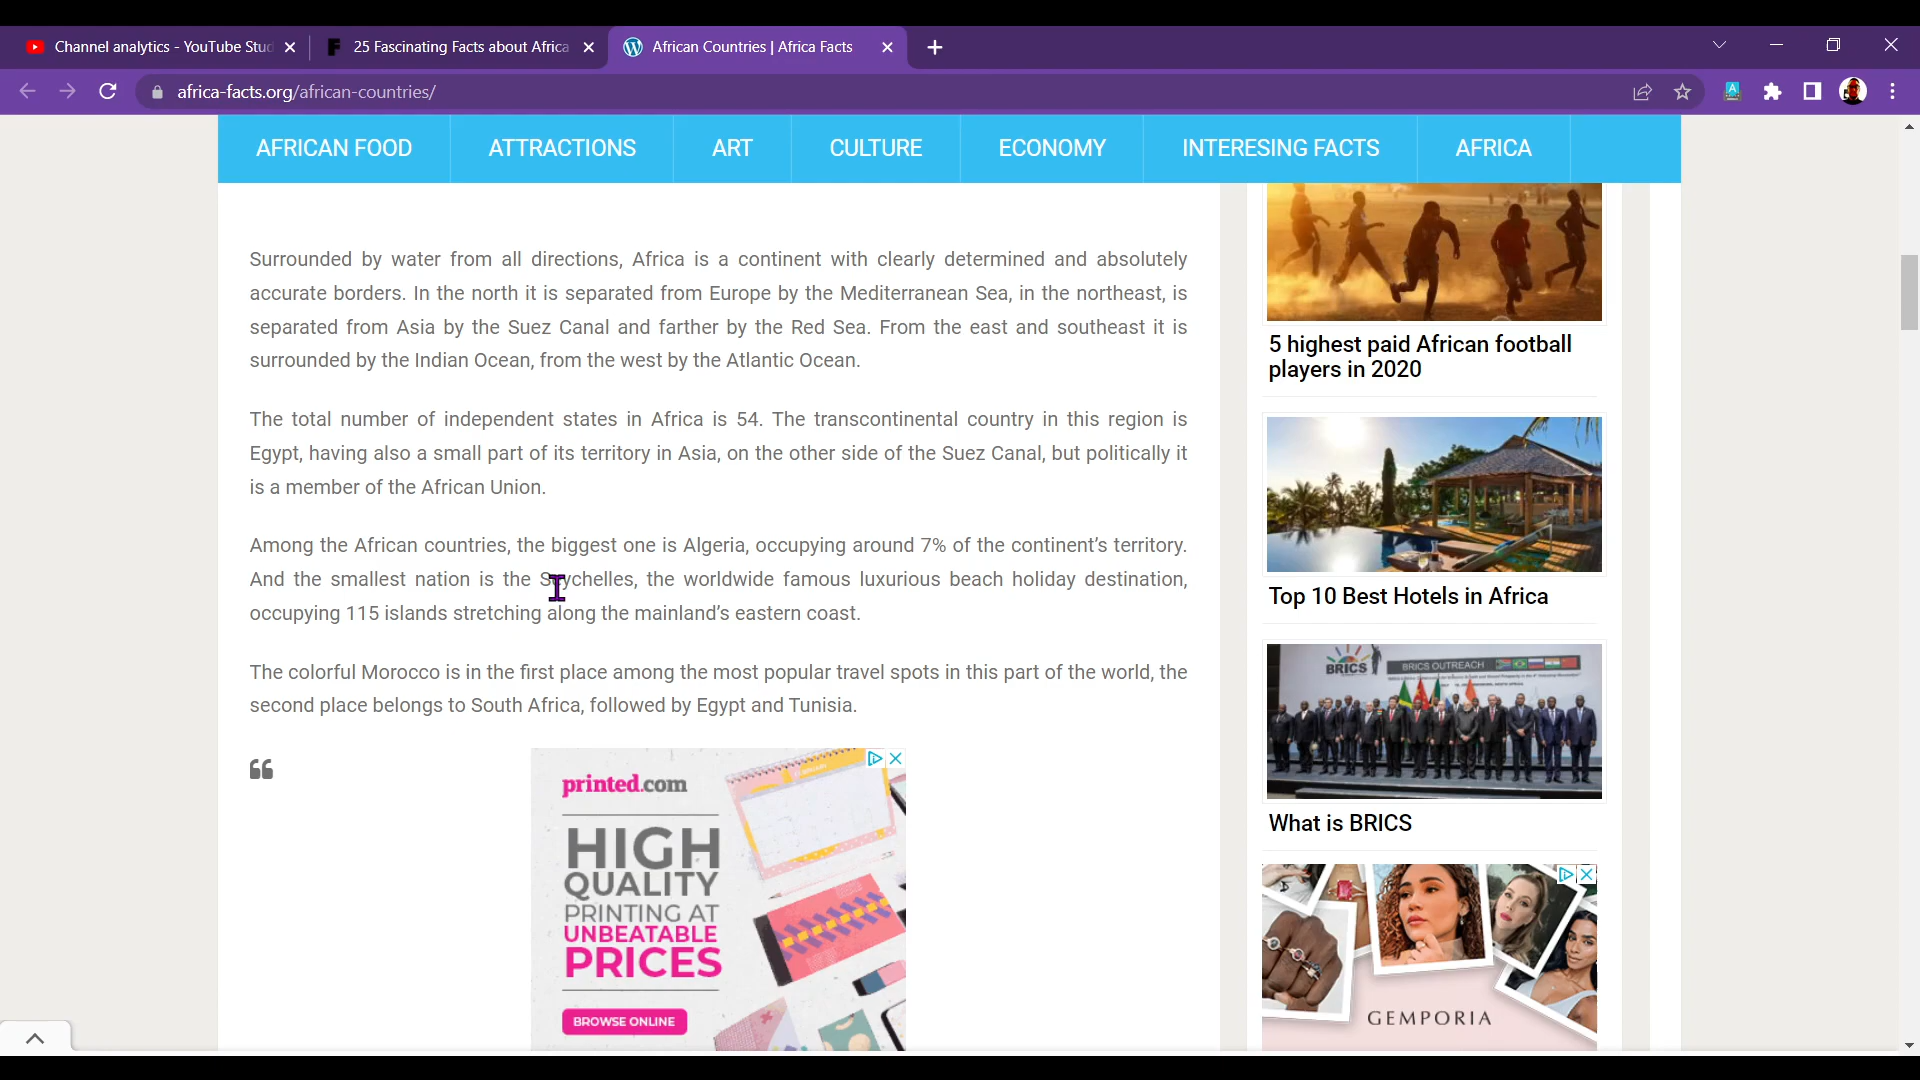 Channel analytics - YouTube Stud
25 Fascinating Facts about Africa
African Countries | Africa Facts
africa-facts.org/african-countries/
AFRICAN FOOD ATTRACTIONS ART CULTURE ECONOMY INTERESING FACTS AFRICA
Surrounded by water from all directions, Africa is a continent with clearly determined and absolutely
accurate borders. In the north it is separated from Europe by the Mediterranean Sea, in the northeast, is
separated from Asia by the Suez Canal and farther by the Red Sea. From the east and southeast it is
surrounded by the Indian Ocean, from the west by the Atlantic Ocean.
The total number of independent states in Africa is 54. The transcontinental country in this region is
Egypt, having also a small part of its territory in Asia, on the other side of the Suez Canal, but politically it
is a member of the African Union.
Among the African countries, the biggest one is Algeria, occupying around 7% of the continent's territory.
And the smallest nation is the Seychelles, the worldwide famous luxurious beach holiday destination,
occupying 115 islands stretching along the mainland's eastern coast.
The colorful Morocco is in the first place among the most popular travel spots in this part of the world, the
second place belongs to South Africa, followed by Egypt and Tunisia.
“
printed.com
HIGH
QUALITY
PRINTING AT
UNBEATABLE
PRICES
BROWSE ONLINE
5 highest paid African football
players in 2020
Top 10 Best Hotels in Africa
BRICS
BRICS OUTREACH
What is BRICS
GEMPORIA